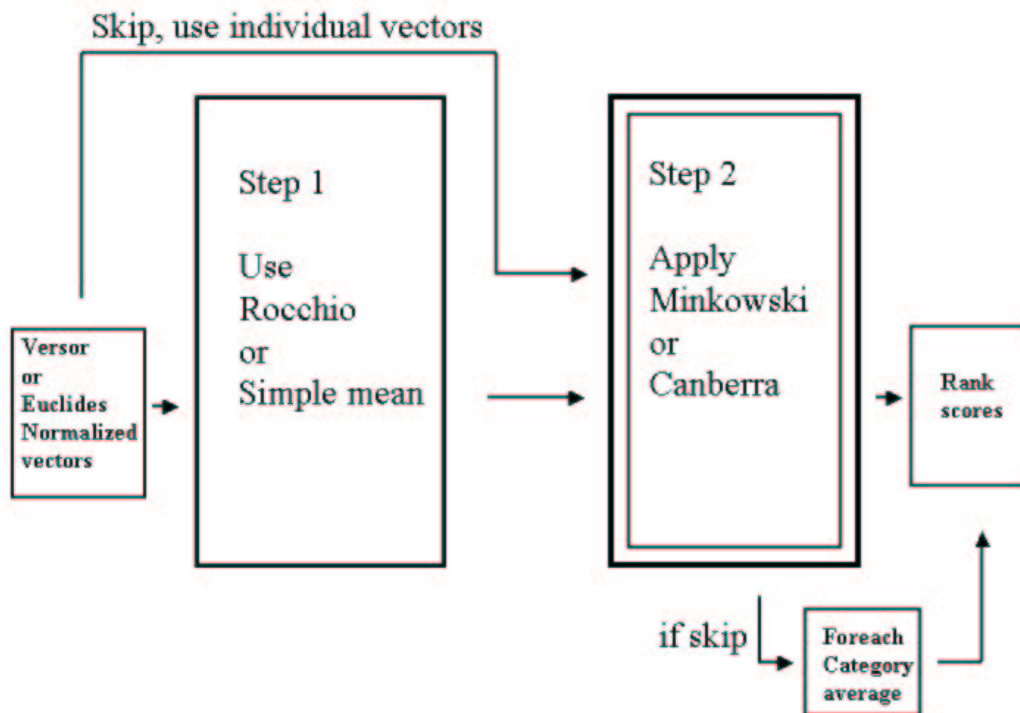 Skip, use individual vectors
Step 1
Use
Rocchio
or
Simple mean
Step 2
Apply
Minkowski
or
Canberra
Versor
or
Euclides
Normalized
vectors
Rank
scores
if skip
Foreach
Category
average